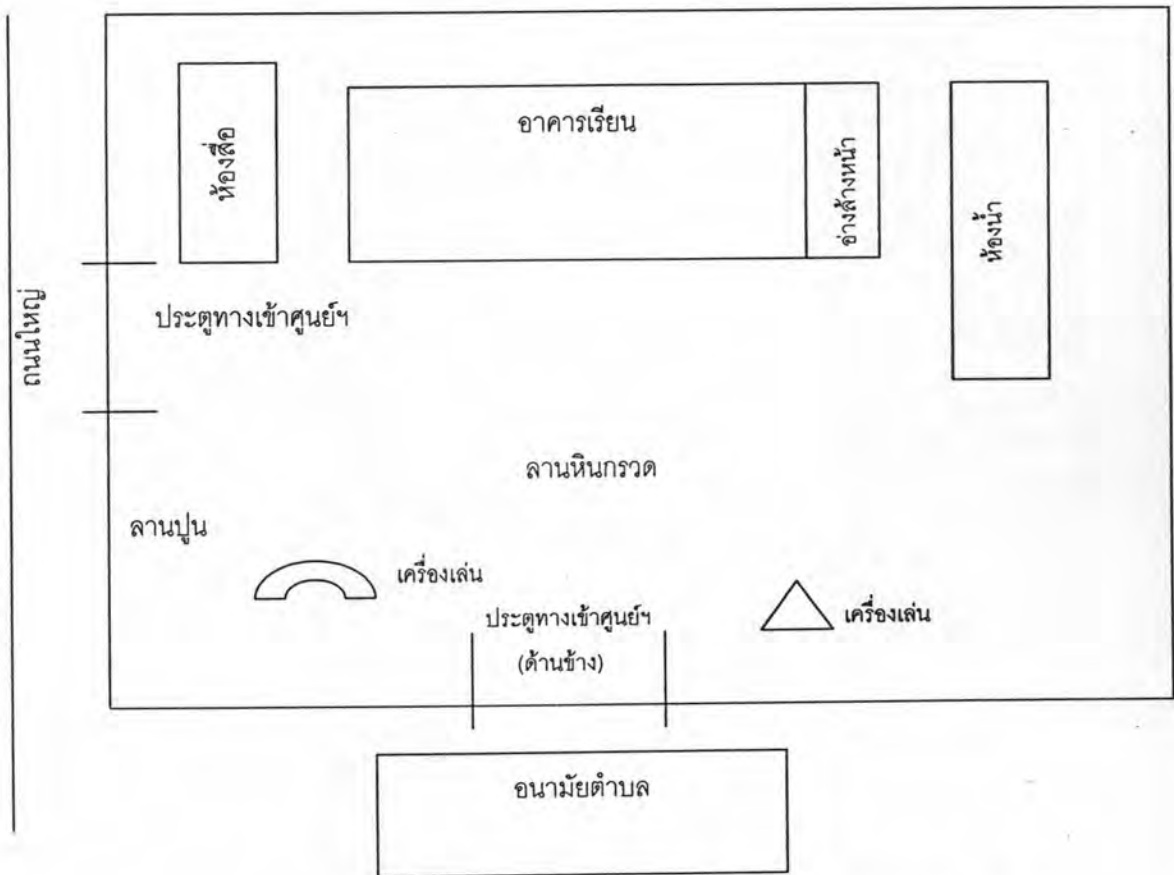 ห้องสื่อ
อาคารเรียน
อ่างล้างหน้า
ห้องน้ำ
ถนนใหญ่
ประตูทางเข้าศูนย์ฯ
ลานหินกรวด
ลานปูน
เครื่องเล่น
ประตูทางเข้าศูนย์ฯ
(ด้านข้าง)
เครื่องเล่น
อนามัยตำบล